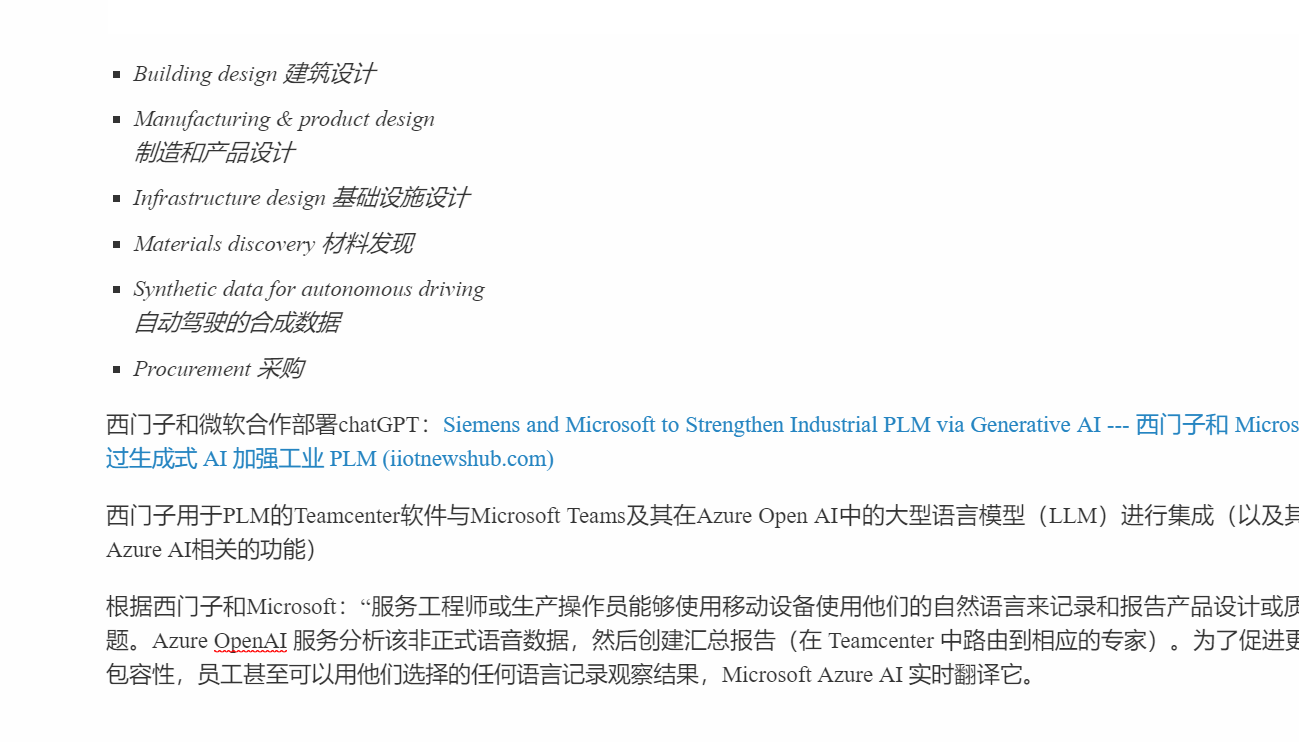 Building design 建筑设计
Manufacturing & product design
制造和产品设计
Infrastructure design 基础设施设计
Materials discovery 材料发现
Synthetic data for autonomous driving
自动驾驶的合成数据
Procurement 采购
西门子和微软合作部署chatGPT：Siemens and Microsoft to Strengthen Industrial PLM via Generative AI --- 西门子和 Micros
过生成式 AI 加强工业 PLM (iiotnewshub.com)
西门子用于PLM的Teamcenter软件与Microsoft Teams及其在Azure Open AI中的大型语言模型（LLM）进行集成（以及其
Azure AI相关的功能）
根据西门子和Microsoft：“服务工程师或生产操作员能够使用移动设备使用他们的自然语言来记录和报告产品设计或质
题。Azure OpenAI 服务分析该非正式语音数据，然后创建汇总报告（在 Teamcenter 中路由到相应的专家）。为了促进更
包容性，员工甚至可以用他们选择的任何语言记录观察结果，Microsoft Azure AI 实时翻译它。